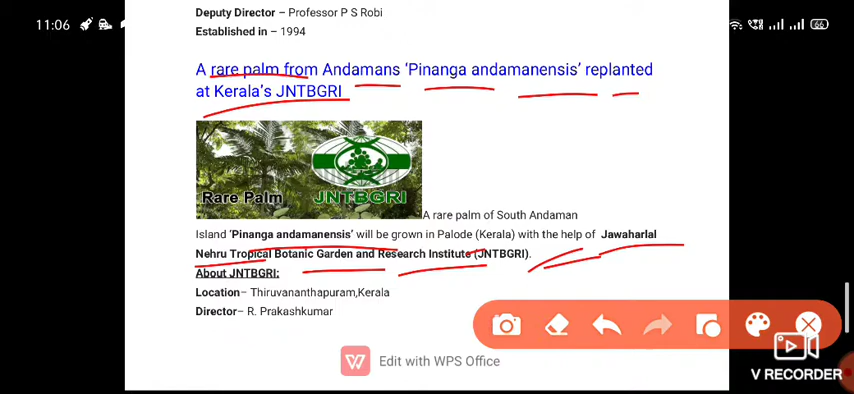 11:06
66
Deputy Director – Professor P S Robi
Established in – 1994
A rare palm from Andamans ‘Pinanga andamanensis’ replanted
at Kerala’s JNTBGRI
Rare Palm
JNTBGRI
A rare palm of South Andaman
Island ‘Pinanga andamanensis’ will be grown in Palode (Kerala) with the help of Jawaharlal
Nehru Tropical Botanic Garden and Research Institute (JNTBGRI).
About JNTBGRI:
Location– Thiruvananthapuram,Kerala
Director– R. Prakashkumar
Edit with WPS Office
V RECORDER